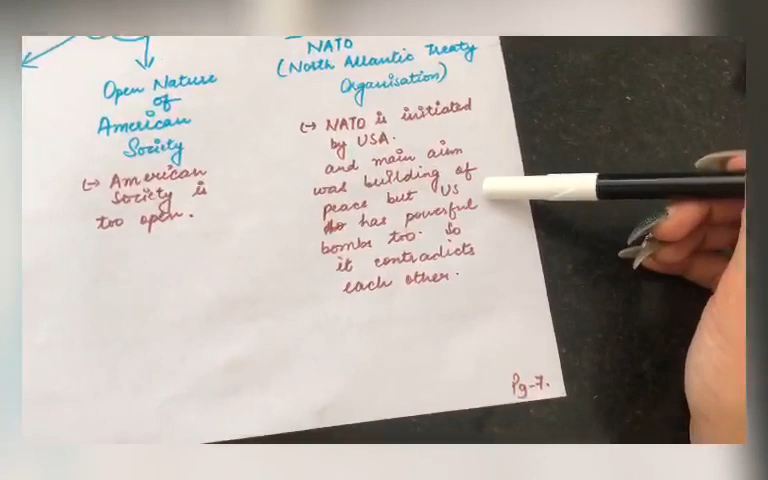 Open Nature
of
American
Society
↳ American
Society is
too open.
NATO
(North Atlantic Treaty
Organisation)
↳ NATO is initiated
by USA.
and main aim
was building of
peace but US
has powerful
bombs too. So
it contradicts
each other.
Pg-7.